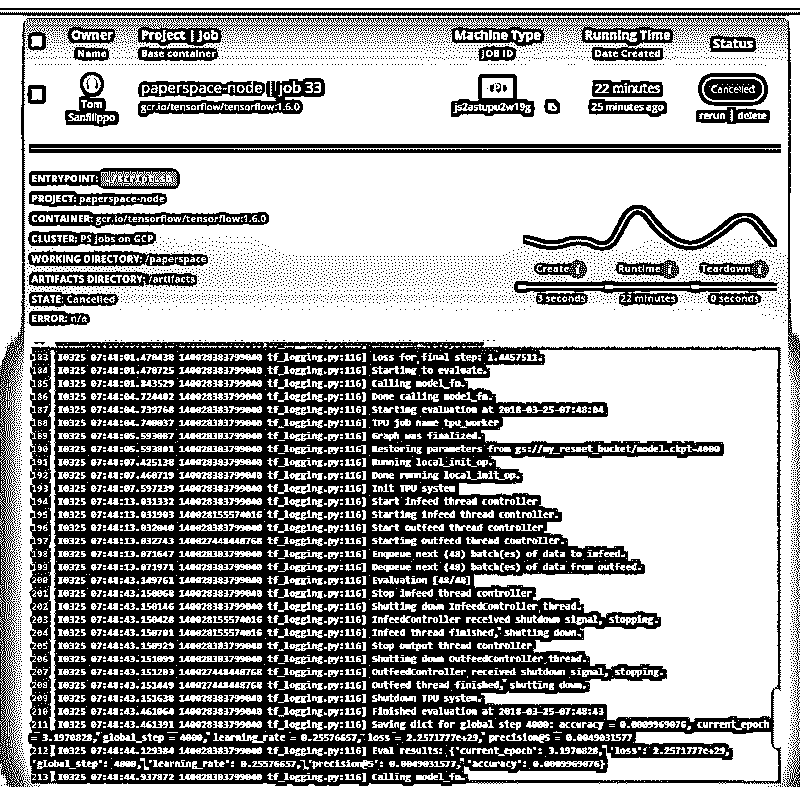 Owner
Name
Project | Job
Base container
Machine Type
JOB ID
Running Time
Date Created
Status
Tom
Sanfilippo
paperspace-node | job 33
gcr.io/tensorflow/tensorflow:1.6.0
js2astupu2w19g
22 minutes
25 minutes ago
Cancelled
rerun | delete
ENTRYPOINT: ./script.sh
PROJECT: paperspace-node
CONTAINER: gcr.io/tensorflow/tensorflow:1.6.0
CLUSTER: PS jobs on GCP
WORKING DIRECTORY: /paperspace
ARTIFACTS DIRECTORY: /artifacts
STATE: Cancelled
ERROR: n/a
Create
Runtime
Teardown
3 seconds
22 minutes
0 seconds
183 I0325 07:48:01.470438 140028383799040 tf_logging.py:116] Loss for final step: 1.4457511.
184 I0325 07:48:01.470725 140028383799040 tf_logging.py:116] Starting to evaluate.
185 I0325 07:48:01.843529 140028383799040 tf_logging.py:116] Calling model_fn.
186 I0325 07:48:04.724402 140028383799040 tf_logging.py:116] Done calling model_fn.
187 I0325 07:48:04.739768 140028383799040 tf_logging.py:116] Starting evaluation at 2018-03-25-07:48:04
188 I0325 07:48:04.740037 140028383799040 tf_logging.py:116] TPU job name tpu_worker
189 I0325 07:48:05.593067 140028383799040 tf_logging.py:116] Graph was finalized.
190 I0325 07:48:05.593801 140028383799040 tf_logging.py:116] Restoring parameters from gs://my_resnet_bucket/model.ckpt-4000
191 I0325 07:48:07.425138 140028383799040 tf_logging.py:116] Running local_init_op.
192 I0325 07:48:07.460719 140028383799040 tf_logging.py:116] Done running local_init_op.
193 I0325 07:48:07.597239 140028383799040 tf_logging.py:116] Init TPU system
194 I0325 07:48:13.031332 140028383799040 tf_logging.py:116] Start infeed thread controller
195 I0325 07:48:13.031903 140028155574016 tf_logging.py:116] Starting infeed thread controller.
196 I0325 07:48:13.032040 140028383799040 tf_logging.py:116] Start outfeed thread controller
197 I0325 07:48:13.032743 140027448448768 tf_logging.py:116] Starting outfeed thread controller.
198 I0325 07:48:13.071647 140028383799040 tf_logging.py:116] Enqueue next (48) batch(es) of data to infeed.
199 I0325 07:48:13.071971 140028383799040 tf_logging.py:116] Dequeue next (48) batch(es) of data from outfeed.
200 I0325 07:48:43.149761 140028383799040 tf_logging.py:116] Evaluation [48/48]
201 I0325 07:48:43.150068 140028383799040 tf_logging.py:116] Stop infeed thread controller
202 I0325 07:48:43.150146 140028383799040 tf_logging.py:116] Shutting down InfeedController thread.
203 I0325 07:48:43.150428 140028155574016 tf_logging.py:116] InfeedController received shutdown signal, stopping.
204 I0325 07:48:43.150701 140028155574016 tf_logging.py:116] Infeed thread finished, shutting down.
205 I0325 07:48:43.150929 140028383799040 tf_logging.py:116] Stop output thread controller
206 I0325 07:48:43.151099 140028383799040 tf_logging.py:116] Shutting down OutfeedController thread.
207 I0325 07:48:43.151203 140027448448768 tf_logging.py:116] OutfeedController received shutdown signal, stopping.
208 I0325 07:48:43.151449 140027448448768 tf_logging.py:116] Outfeed thread finished, shutting down.
209 I0325 07:48:43.151638 140028383799040 tf_logging.py:116] Shutdown TPU system.
210 I0325 07:48:43.461060 140028383799040 tf_logging.py:116] Finished evaluation at 2018-03-25-07:48:43
211 I0325 07:48:43.461391 140028383799040 tf_logging.py:116] Saving dict for global step 4000: accuracy = 0.0009969076, current_epoch
= 3.1970828, global_step = 4000, learning_rate = 0.25576657, loss = 2.2571777e+29, precision@5 = 0.0049031577
212 I0325 07:48:44.129384 140028383799040 tf_logging.py:116] Eval results: {'current_epoch': 3.1970828, 'loss': 2.2571777e+29,
'global_step': 4000, 'learning_rate': 0.25576657, 'precision@5': 0.0049031577, 'accuracy': 0.0009969076}
213 I0325 07:48:44.937872 140028383799040 tf_logging.py:116] Calling model_fn.